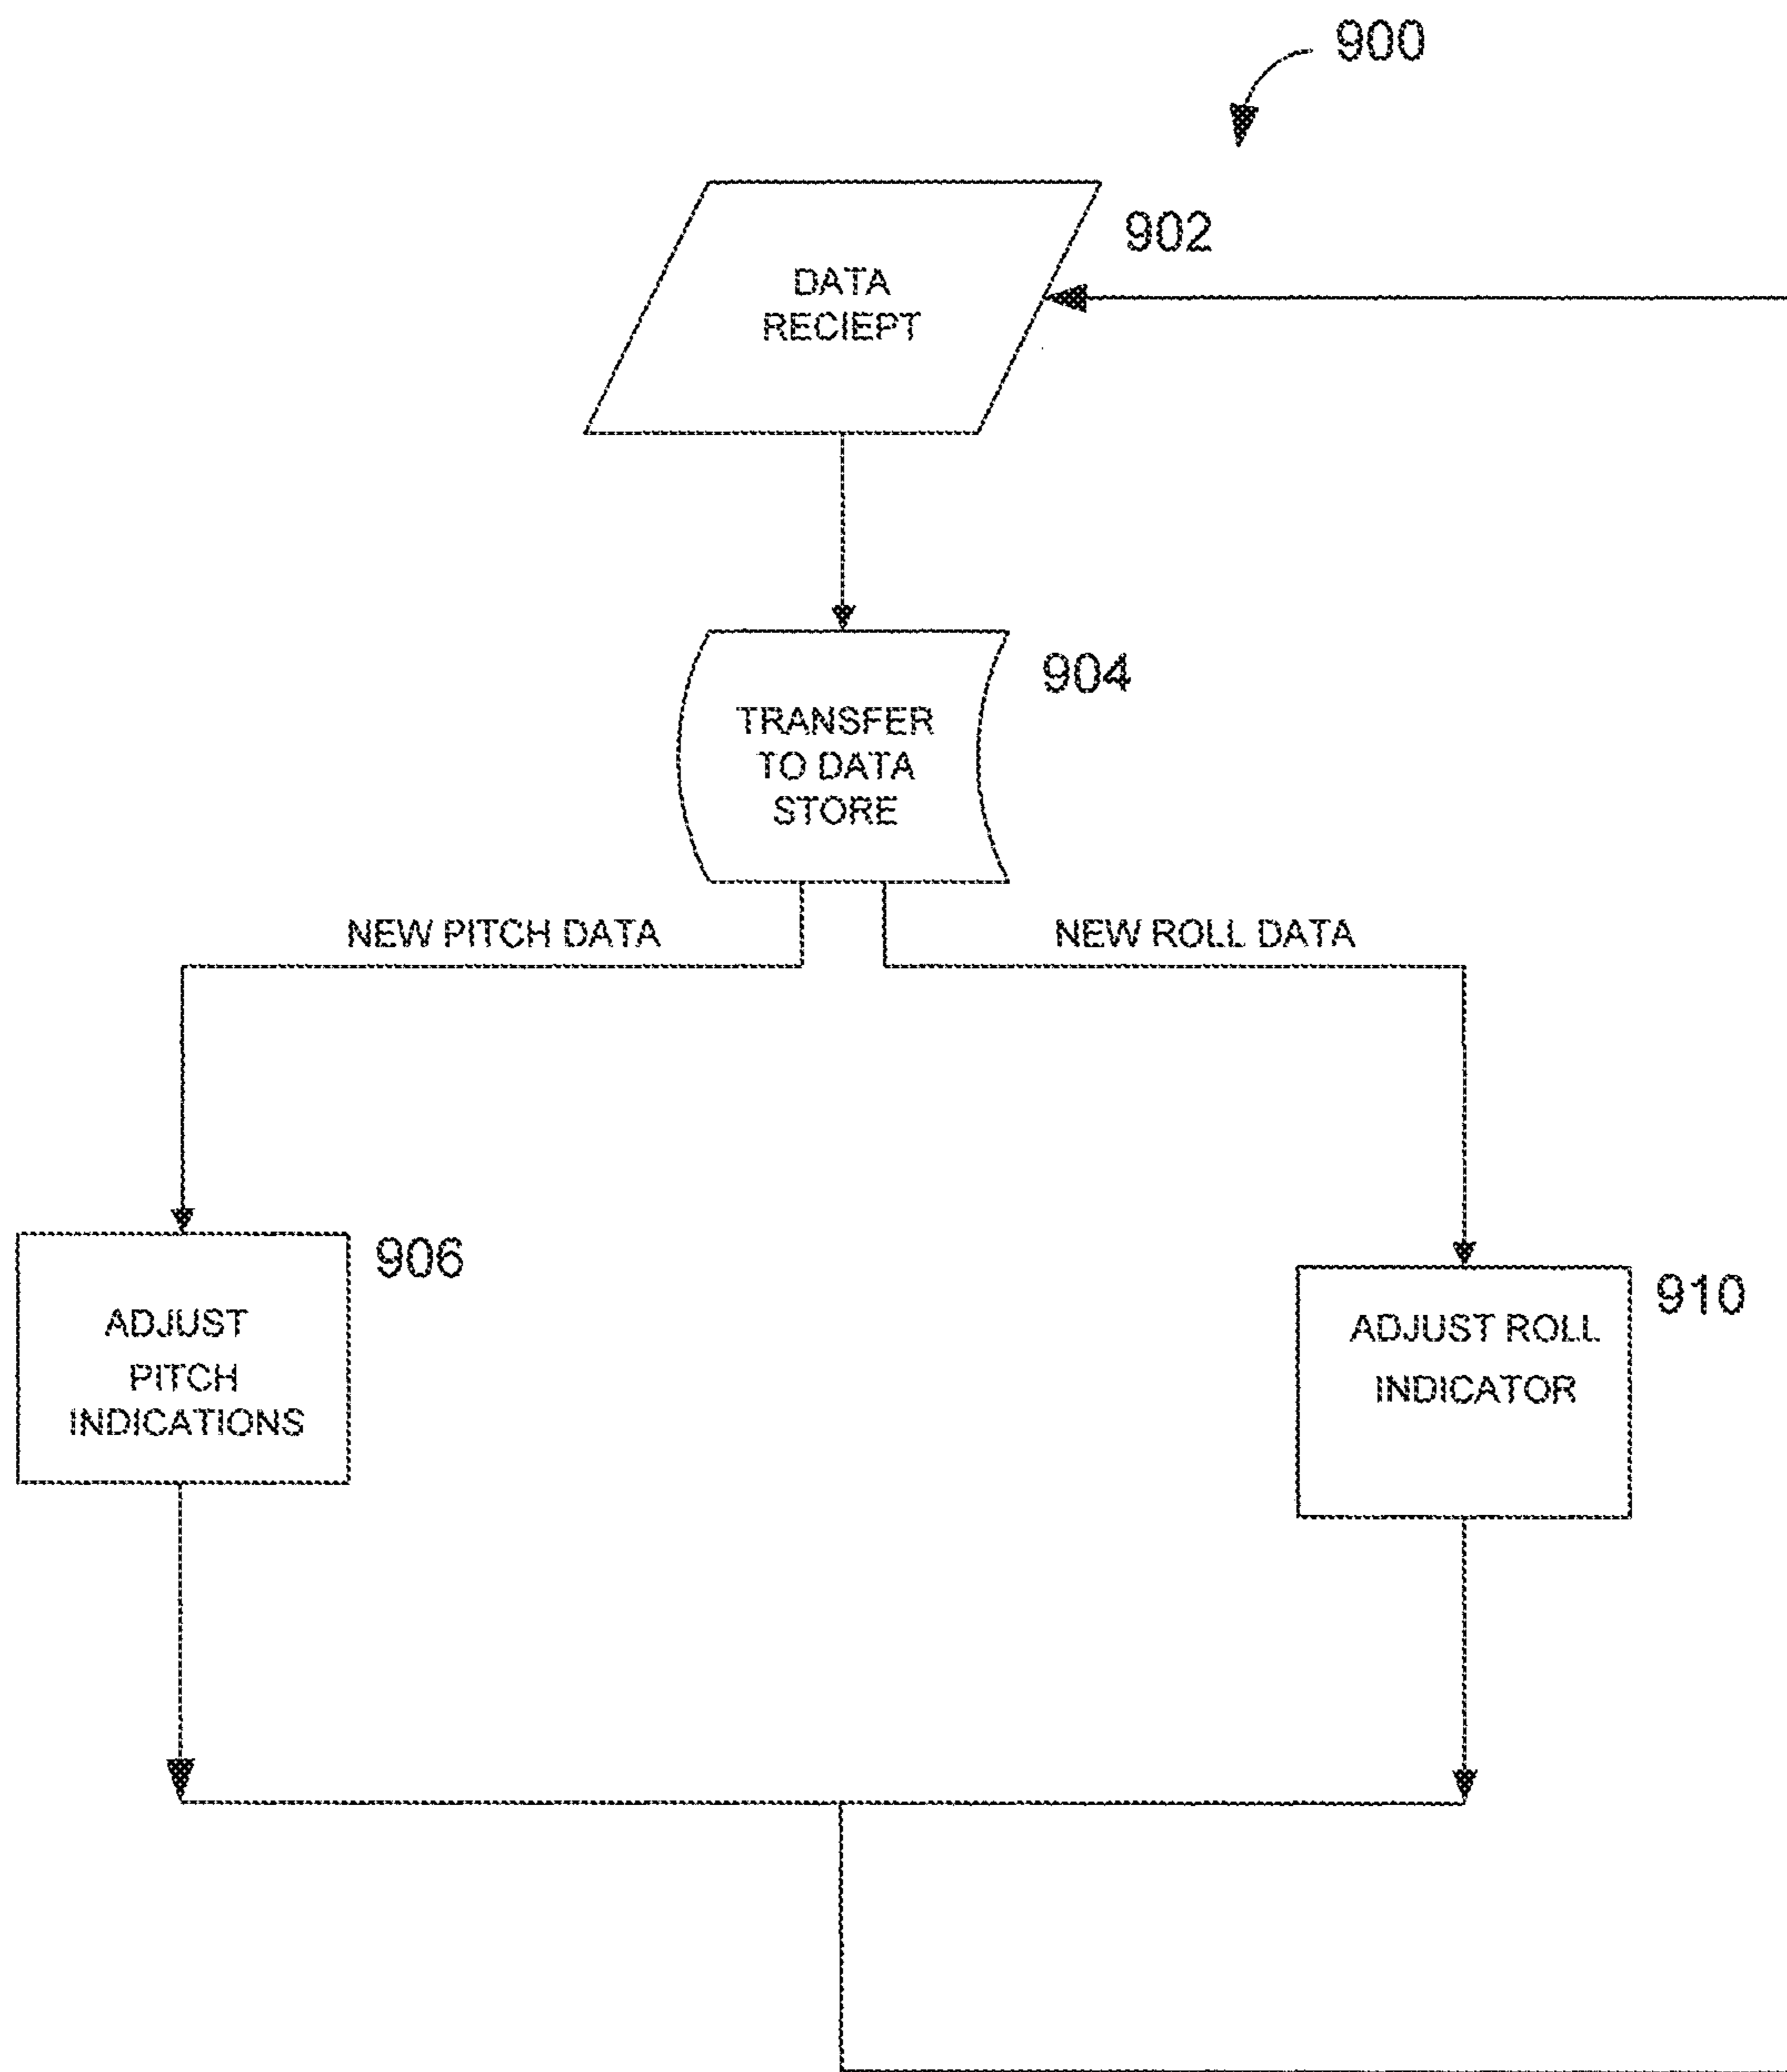 900
902
DATA
RECIEPT
904
TRANSFER
TO DATA
STORE
NEW PITCH DATA
NEW ROLL DATA
906
ADJUST
PITCH
INDICATIONS
910
ADJUST ROLL
INDICATOR